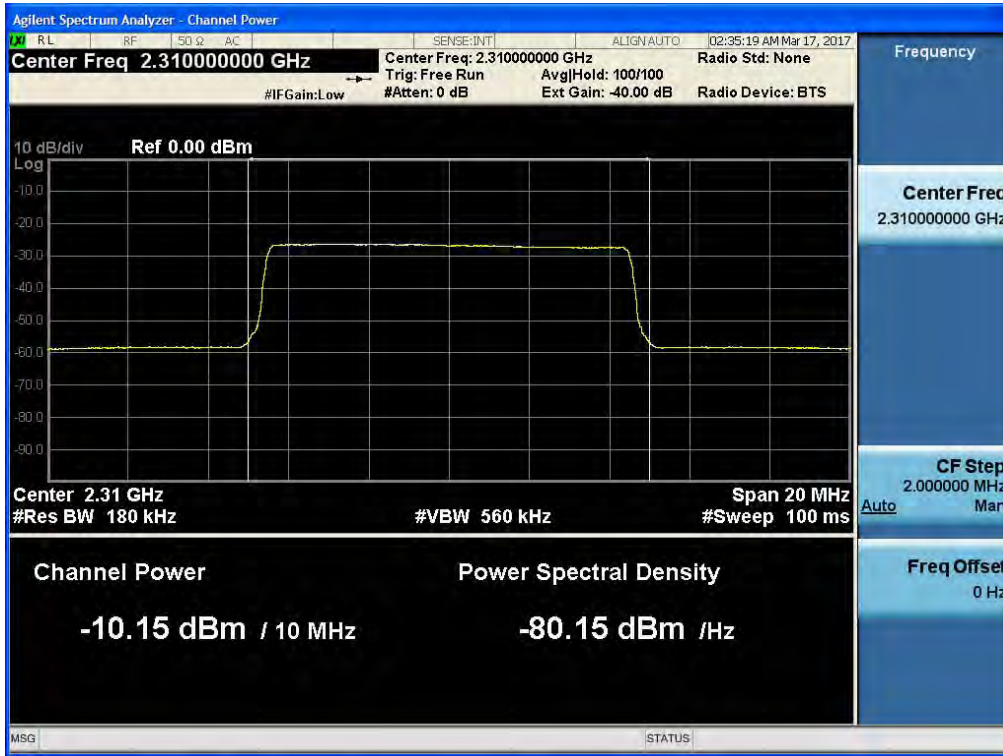 Agilent Spectrum Analyzer - Channel Power
LXI RL RF 50 Ω AC SENSE:INT ALIGN AUTO 02:35:19 AM Mar 17, 2017
Center Freq 2.310000000 GHz
Center Freq: 2.310000000 GHz Radio Std: None
Trig: Free Run Avg|Hold: 100/100
#IFGain:Low #Atten: 0 dB Ext Gain: -40.00 dB Radio Device: BTS
10 dB/div Ref 0.00 dBm
Log
-10.0
-20.0
-30.0
-40.0
-50.0
-60.0
-70.0
-80.0
-90.0
Center 2.31 GHz Span 20 MHz
#Res BW 180 kHz #VBW 560 kHz #Sweep 100 ms
Channel Power Power Spectral Density
-10.15 dBm / 10 MHz -80.15 dBm /Hz
MSG STATUS
Frequency
Center Freq
2.310000000 GHz
CF Step
2.000000 MHz
Auto Man
Freq Offset
0 Hz